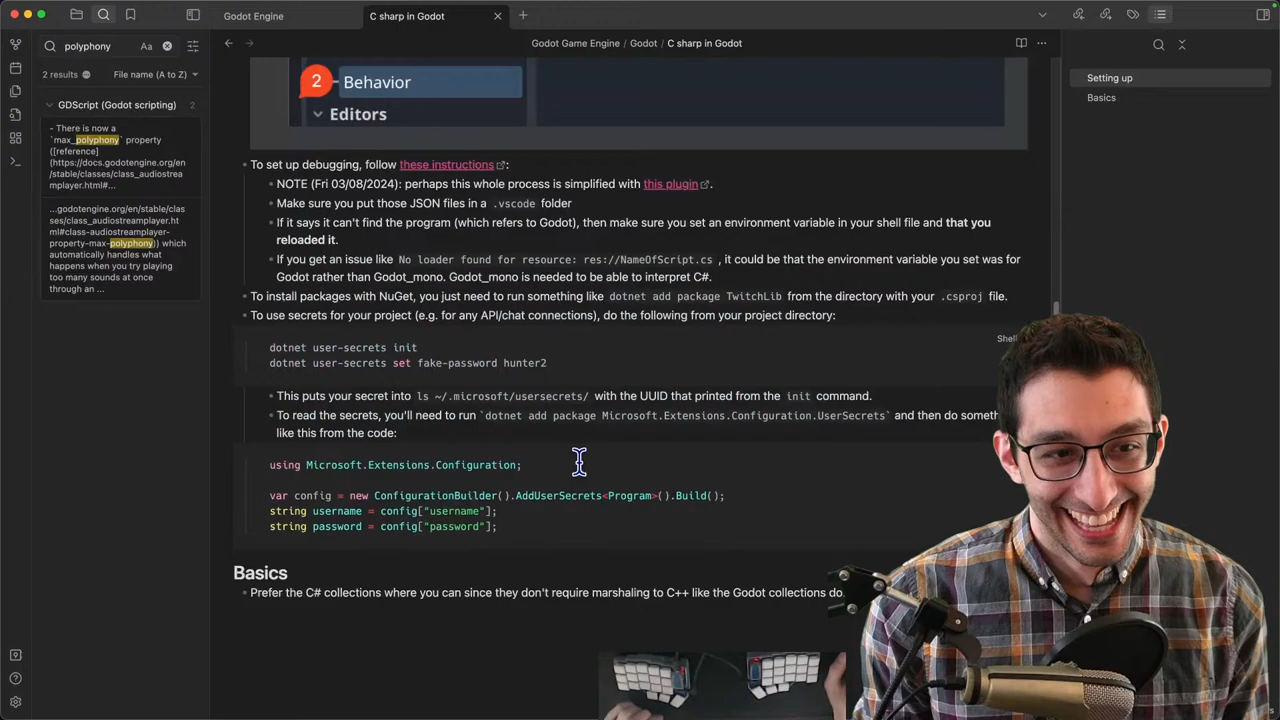 Godot Engine
C sharp in Godot
polyphony
Aa
2 results
File name (A to Z)
GDScript (Godot scripting)
2
- There is now a
`max_polyphony` property
([reference]
(https://docs.godotengine.org/en
/stable/classes/class_audiostrea
mplayer.html#...
...godotengine.org/en/stable/clas
ses/class_audiostreamplayer.ht
ml#class-audiostreamplayer-
property-max-
polyphony)) which
automatically handles what
happens when you try playing
too many sounds at once
through an ...
Godot Game Engine / Godot / C sharp in Godot
2
Behavior
Editors
To set up debugging, follow these instructions:
NOTE (Fri 03/08/2024): perhaps this whole process is simplified with this plugin.
Make sure you put those JSON files in a .vscode folder
If it says it can't find the program (which refers to Godot), then make sure you set an environment variable in your shell file and that you
reloaded it.
If you get an issue like No loader found for resource: res://NameOfScript.cs , it could be that the environment variable you set was for
Godot rather than Godot_mono. Godot_mono is needed to be able to interpret C#.
To install packages with NuGet, you just need to run something like dotnet add package TwitchLib from the directory with your .csproj file.
To use secrets for your project (e.g. for any API/chat connections), do the following from your project directory:
Shell
dotnet user-secrets init
dotnet user-secrets set fake-password hunter2
This puts your secret into ls ~/.microsoft/usersecrets/ with the UUID that printed from the init command.
To read the secrets, you'll need to run `dotnet add package Microsoft.Extensions.Configuration.UserSecrets` and then do someth
like this from the code:
using Microsoft.Extensions.Configuration;
var config = new ConfigurationBuilder().AddUserSecrets<Program>().Build();
string username = config["username"];
string password = config["password"];
Basics
Prefer the C# collections where you can since they don't require marshaling to C++ like the Godot collections do.
Setting up
Basics